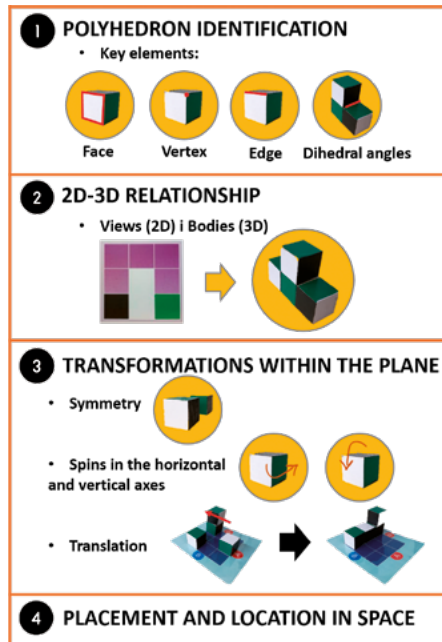 1 POLYHEDRON IDENTIFICATION
• Key elements:
Face Vertex Edge Dihedral angles
2 2D-3D RELATIONSHIP
• Views (2D) i Bodies (3D)
3 TRANSFORMATIONS WITHIN THE PLANE
• Symmetry
• Spins in the horizontal
and vertical axes
• Translation
4 PLACEMENT AND LOCATION IN SPACE